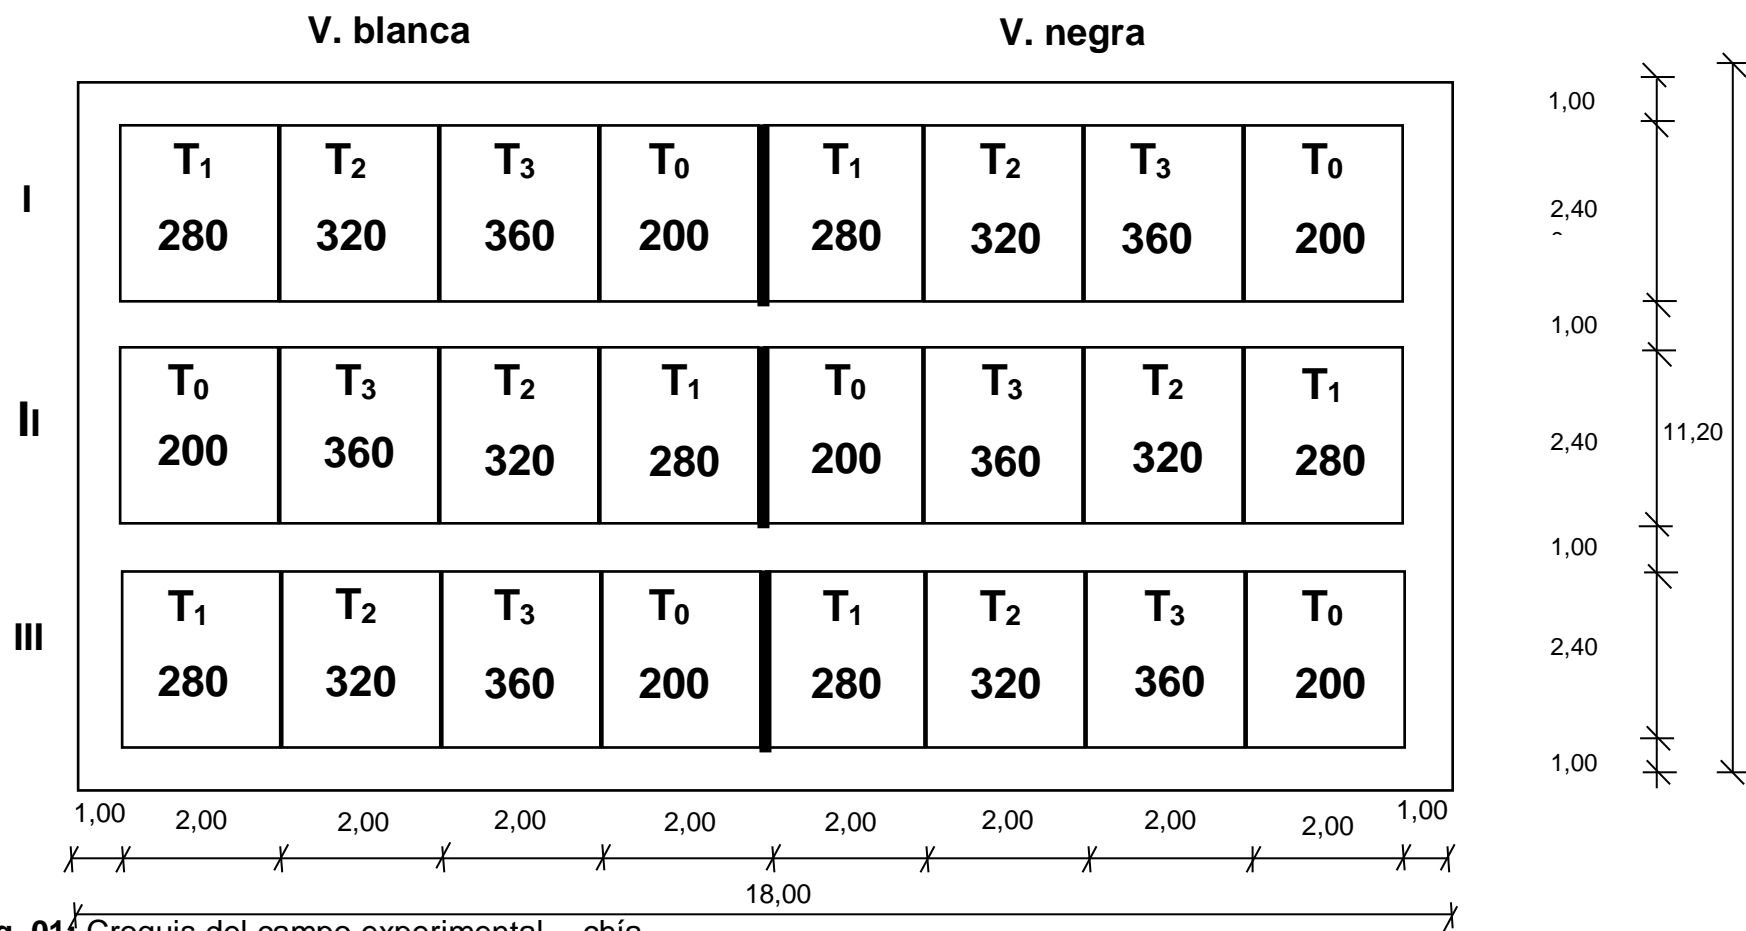 V. blanca V. negra
1,00
I T1 T2 T3 T0 T1 T2 T3 T0
280 320 360 200 280 320 360 200 2,40
1,00
II T0 T3 T2 T1 T0 T3 T2 T1
200 360 320 280 200 360 320 280 2,40 11,20
1,00
III T1 T2 T3 T0 T1 T2 T3 T0
280 320 360 200 280 320 360 200 2,40
1,00
1,00 2,00 2,00 2,00 2,00 2,00 2,00 2,00 2,00 1,00
18,00
01: Croquis del campo experimental – chía